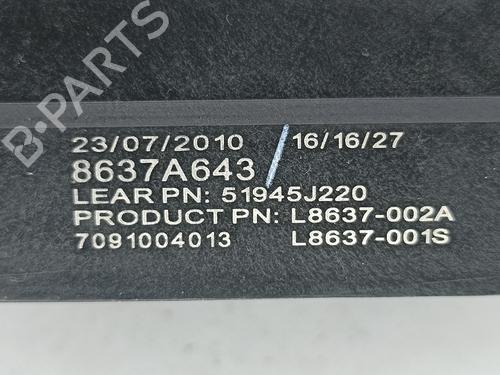 B-PARTS
23/07/2010 16/16/27
8637A643
LEAR PN: 51945J220
PRODUCT PN: L8637-002A
7091004013 L8637-001S